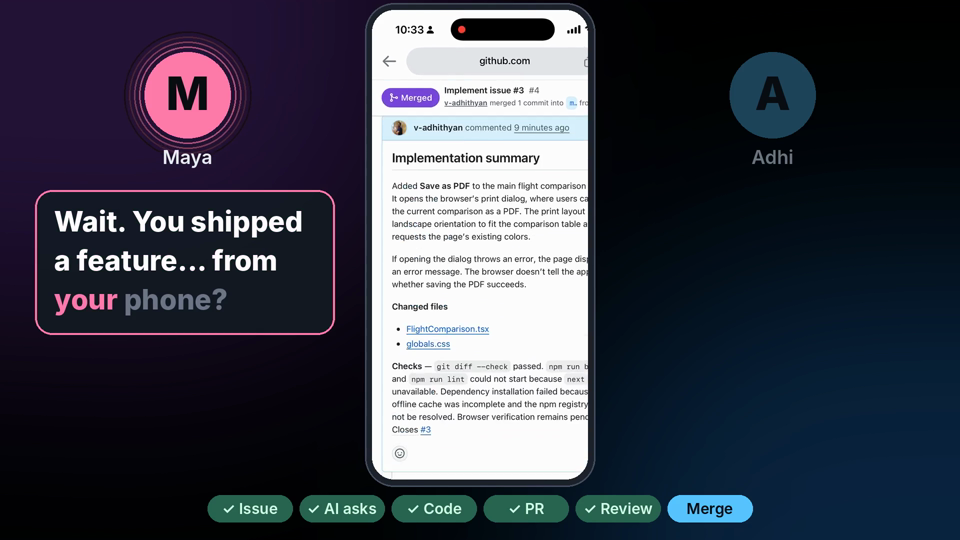 M
Maya
Wait. You shipped
a feature... from
your phone?
10:33
github.com
Merged
Implement issue #3 #4
v-adhithyan merged 1 commit into m.. fro
v-adhithyan commented 9 minutes ago
Implementation summary
Added Save as PDF to the main flight comparison
It opens the browser's print dialog, where users ca
the current comparison as a PDF. The print layout
landscape orientation to fit the comparison table a
requests the page's existing colors.
If opening the dialog throws an error, the page disp
an error message. The browser doesn't tell the app
whether saving the PDF succeeds.
Changed files
FlightComparison.tsx
globals.css
Checks — git diff --check passed. npm run b
and npm run lint could not start because next
unavailable. Dependency installation failed becaus
offline cache was incomplete and the npm registry
not be resolved. Browser verification remains pend
Closes #3
A
Adhi
✓ Issue
✓ AI asks
✓ Code
✓ PR
✓ Review
Merge